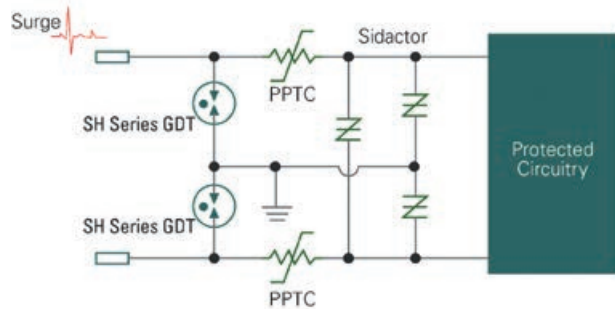 Surge
Sidactor
PPTC
SH Series GDT
Protected
Circuitry
SH Series GDT
PPTC